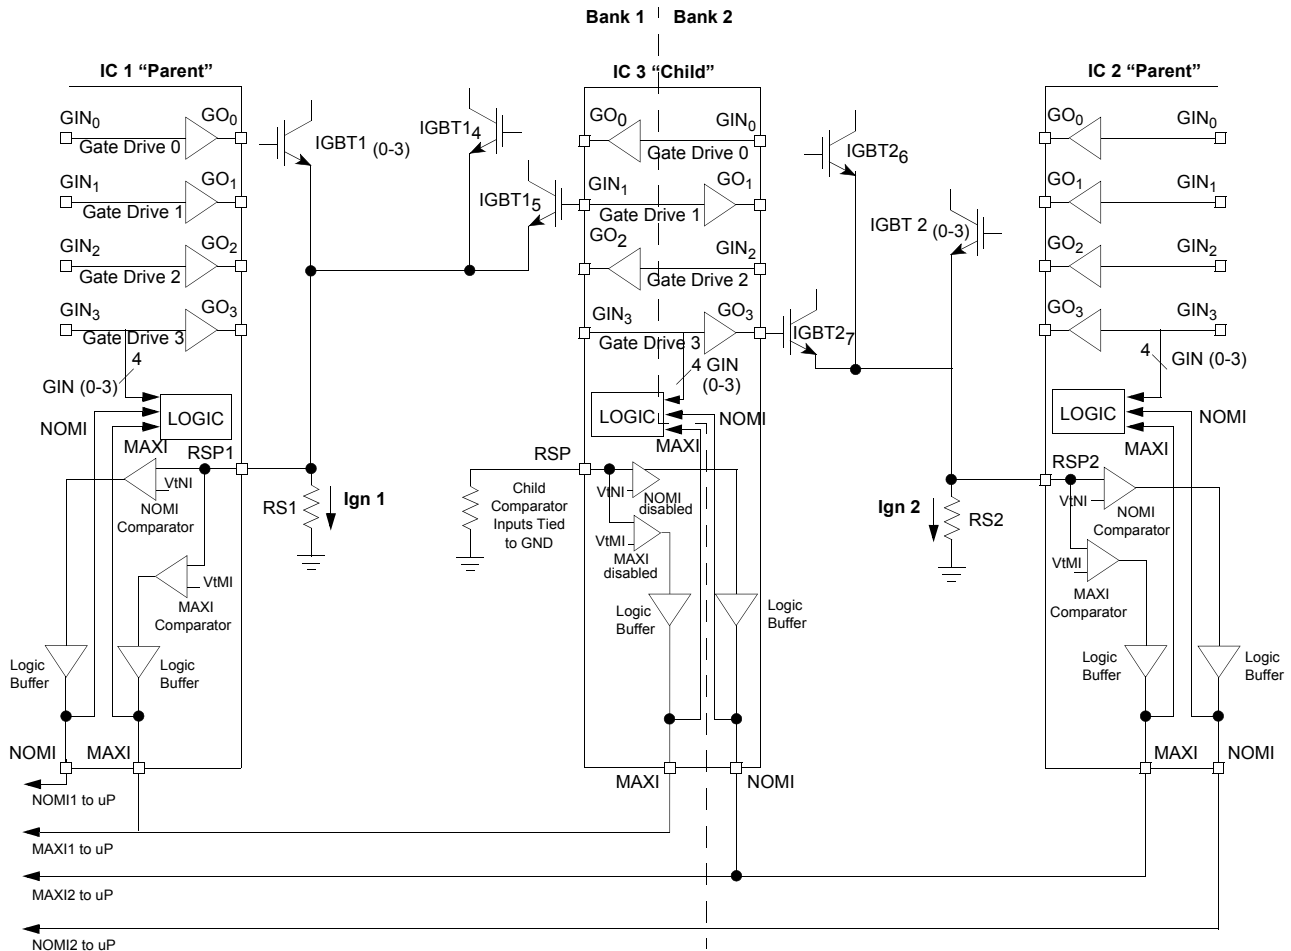 Bank 1 Bank 2
IC 1 “Parent”
GIN0 GO0
Gate Drive 0
GIN1 GO1
Gate Drive 1
GIN2 GO2
Gate Drive 2
GIN3 GO3
Gate Drive 3
4
GIN (0-3)
LOGIC
NOMI
MAXI
RSP1
VtNI
NOMI
Comparator
VtMI
MAXI
Comparator
Logic
Buffer
Logic
Buffer
NOMI MAXI
IGBT1 (0-3)
IGBT14
IGBT15
RS1
Ign 1
IC 3 “Child”
GO0 GIN0
Gate Drive 0
GIN1 GO1
Gate Drive 1
GO2 GIN2
Gate Drive 2
GIN3 GO3
Gate Drive 3
4 GIN
(0-3)
LOGIC
NOMI
MAXI
RSP
Child
Comparator
Inputs Tied
to GND
VtNI
NOMI
disabled
VtMI
MAXI
disabled
Logic
Buffer
Logic
Buffer
MAXI NOMI
IGBT26
IGBT 2 (0-3)
IGBT27
Ign 2
RS2
IC 2 “Parent”
GO0 GIN0
GO1 GIN1
GO2 GIN2
GO3 GIN3
4
GIN (0-3)
LOGIC
NOMI
MAXI
RSP2
VtNI
NOMI
Comparator
VtMI
MAXI
Comparator
Logic
Buffer
Logic
Buffer
MAXI NOMI
NOMI1 to uP
MAXI1 to uP
MAXI2 to uP
NOMI2 to uP